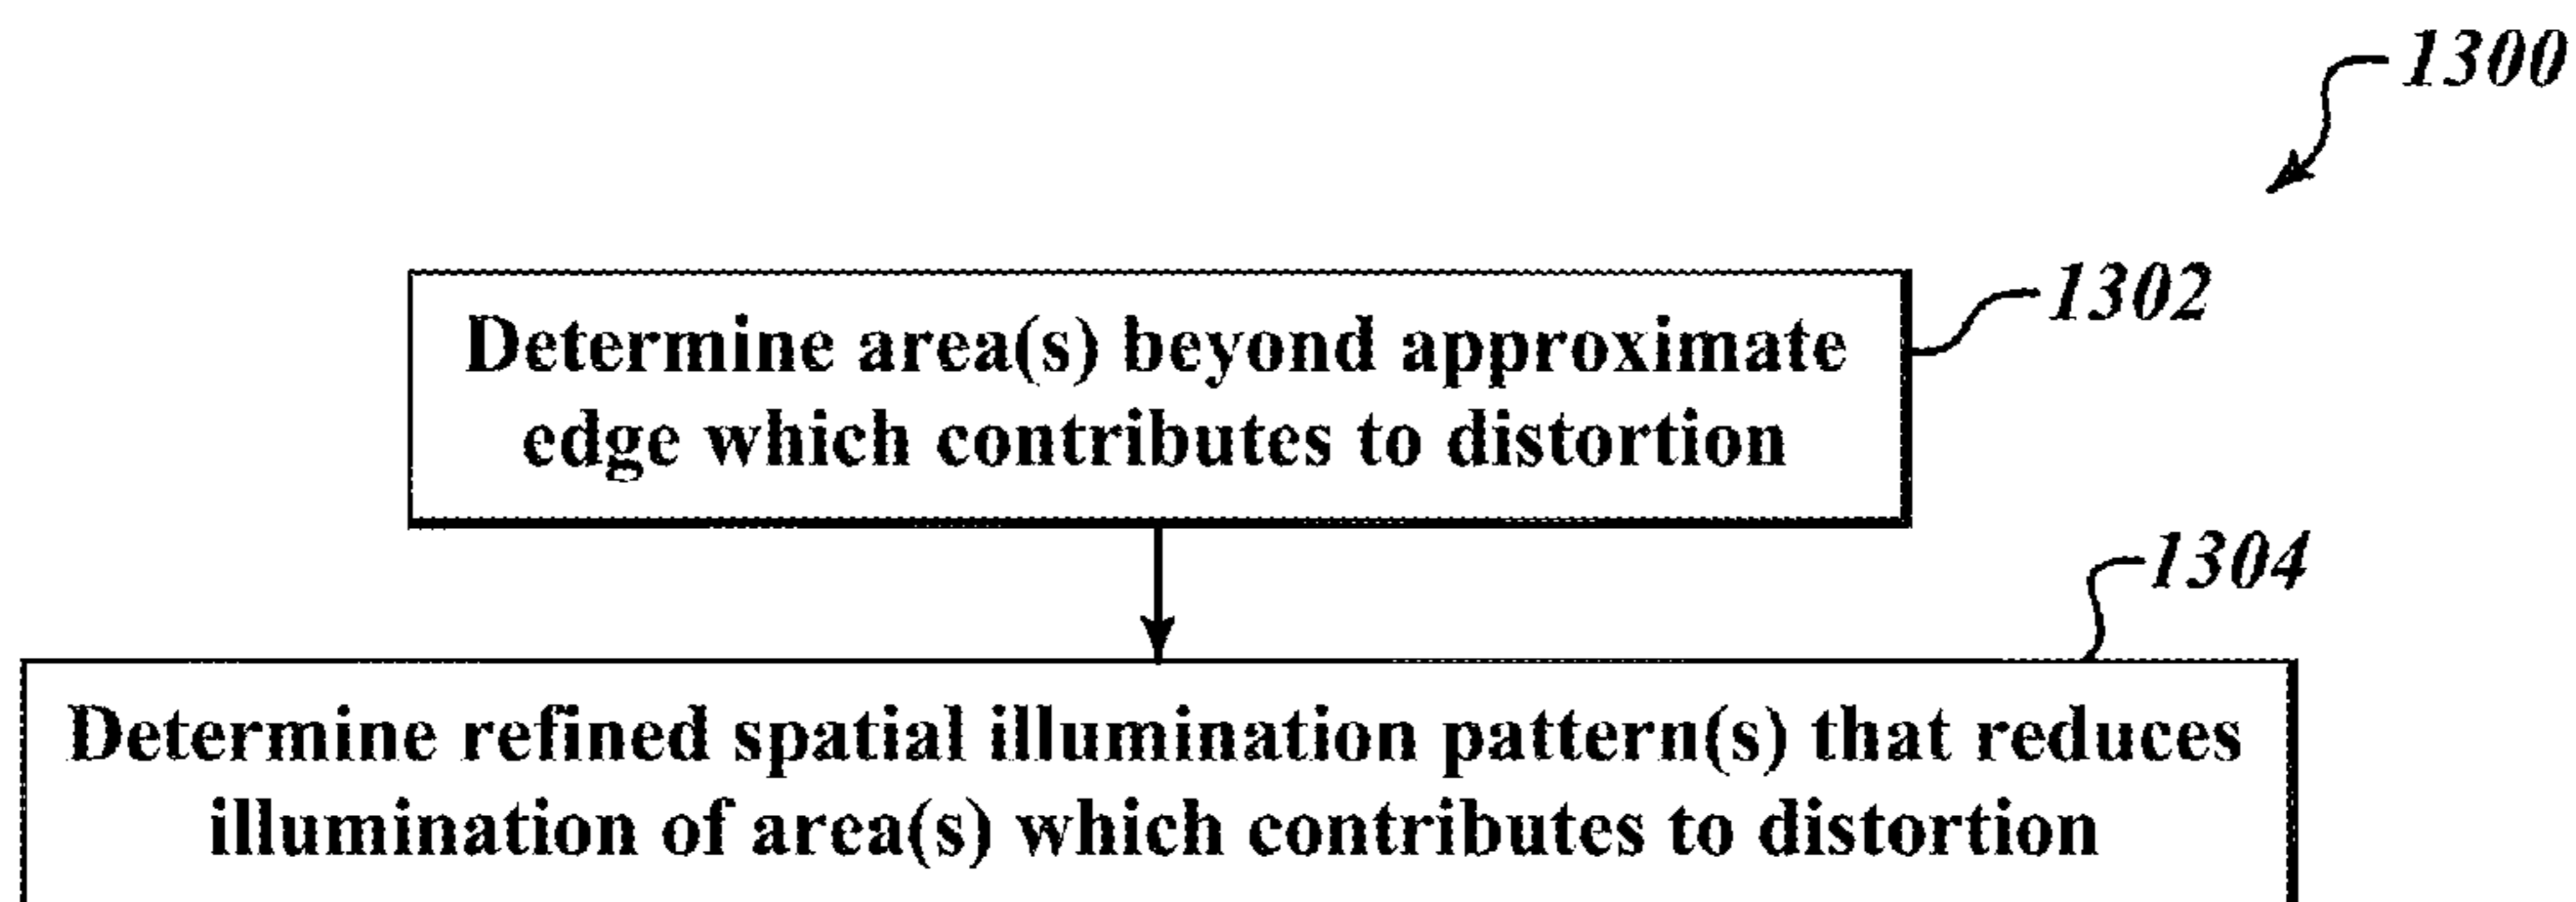 1300
Determine area(s) beyond approximate
edge which contributes to distortion
1302
1304
Determine refined spatial illumination pattern(s) that reduces
illumination of area(s) which contributes to distortion